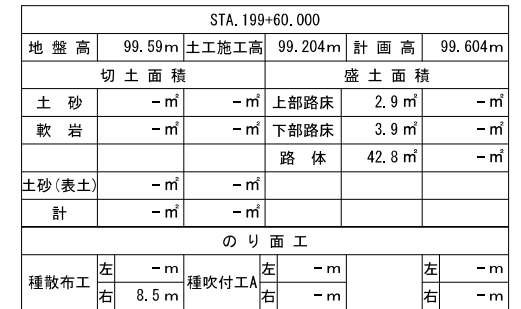 STA.199+60.000
地盤高 99.59m 土工施工高 99.204m 計画高 99.604m
切土面積 盛土面積
土砂 -㎡ -㎡ 上部路床 2.9㎡ -㎡
軟岩 -㎡ -㎡ 下部路床 3.9㎡ -㎡
路体 42.8㎡ -㎡
土砂(表土) -㎡ -㎡
計 -㎡ -㎡
のり面工
種散布工 左 -m 種吹付工A 左 -m 左 -m
右 8.5m 右 -m 右 -m